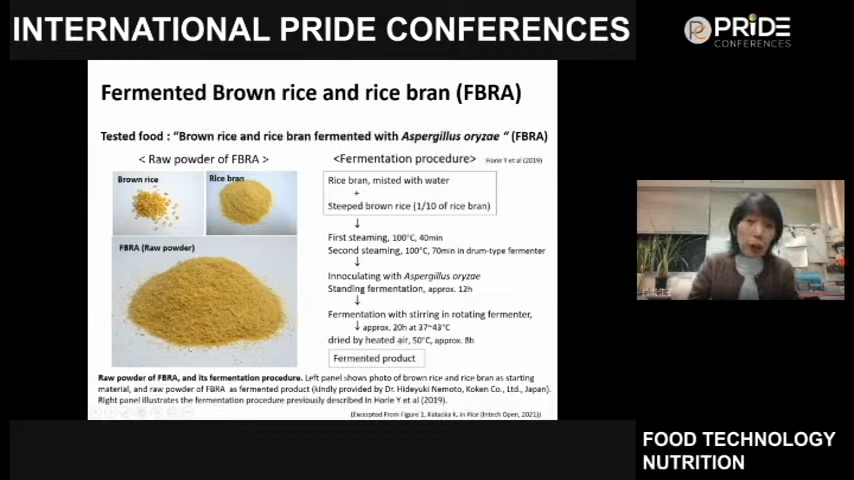 INTERNATIONAL PRIDE CONFERENCES
PRIDE
CONFERENCES
Fermented Brown rice and rice bran (FBRA)
Tested food : “Brown rice and rice bran fermented with Aspergillus oryzae “ (FBRA)
< Raw powder of FBRA >
Brown rice
Rice bran
FBRA (Raw powder)
<Fermentation procedure> Horie Y et al (2019)
Rice bran, misted with water
+
Steeped brown rice (1/10 of rice bran)
↓
First steaming, 100°C, 40min
Second steaming, 100°C, 70min in drum-type fermenter
↓
Innoculating with Aspergillus oryzae
Standing fermentation, approx. 12h
↓
Fermentation with stirring in rotating fermenter,
↓ approx. 20h at 37~43°C
dried by heated air, 50°C, approx. 8h
Fermented product
Raw powder of FBRA, and its fermentation procedure. Left panel shows photo of brown rice and rice bran as starting
material, and raw powder of FBRA as fermented product (kindly provided by Dr. Hideyuki Nemoto, Koken Co., Ltd., Japan).
Right panel illustrates the fermentation procedure previously described in Horie Y et al (2019).
(Excerpted From Figure 1, Kataoka K. in Rice (Intech Open, 2021))
FOOD TECHNOLOGY
NUTRITION